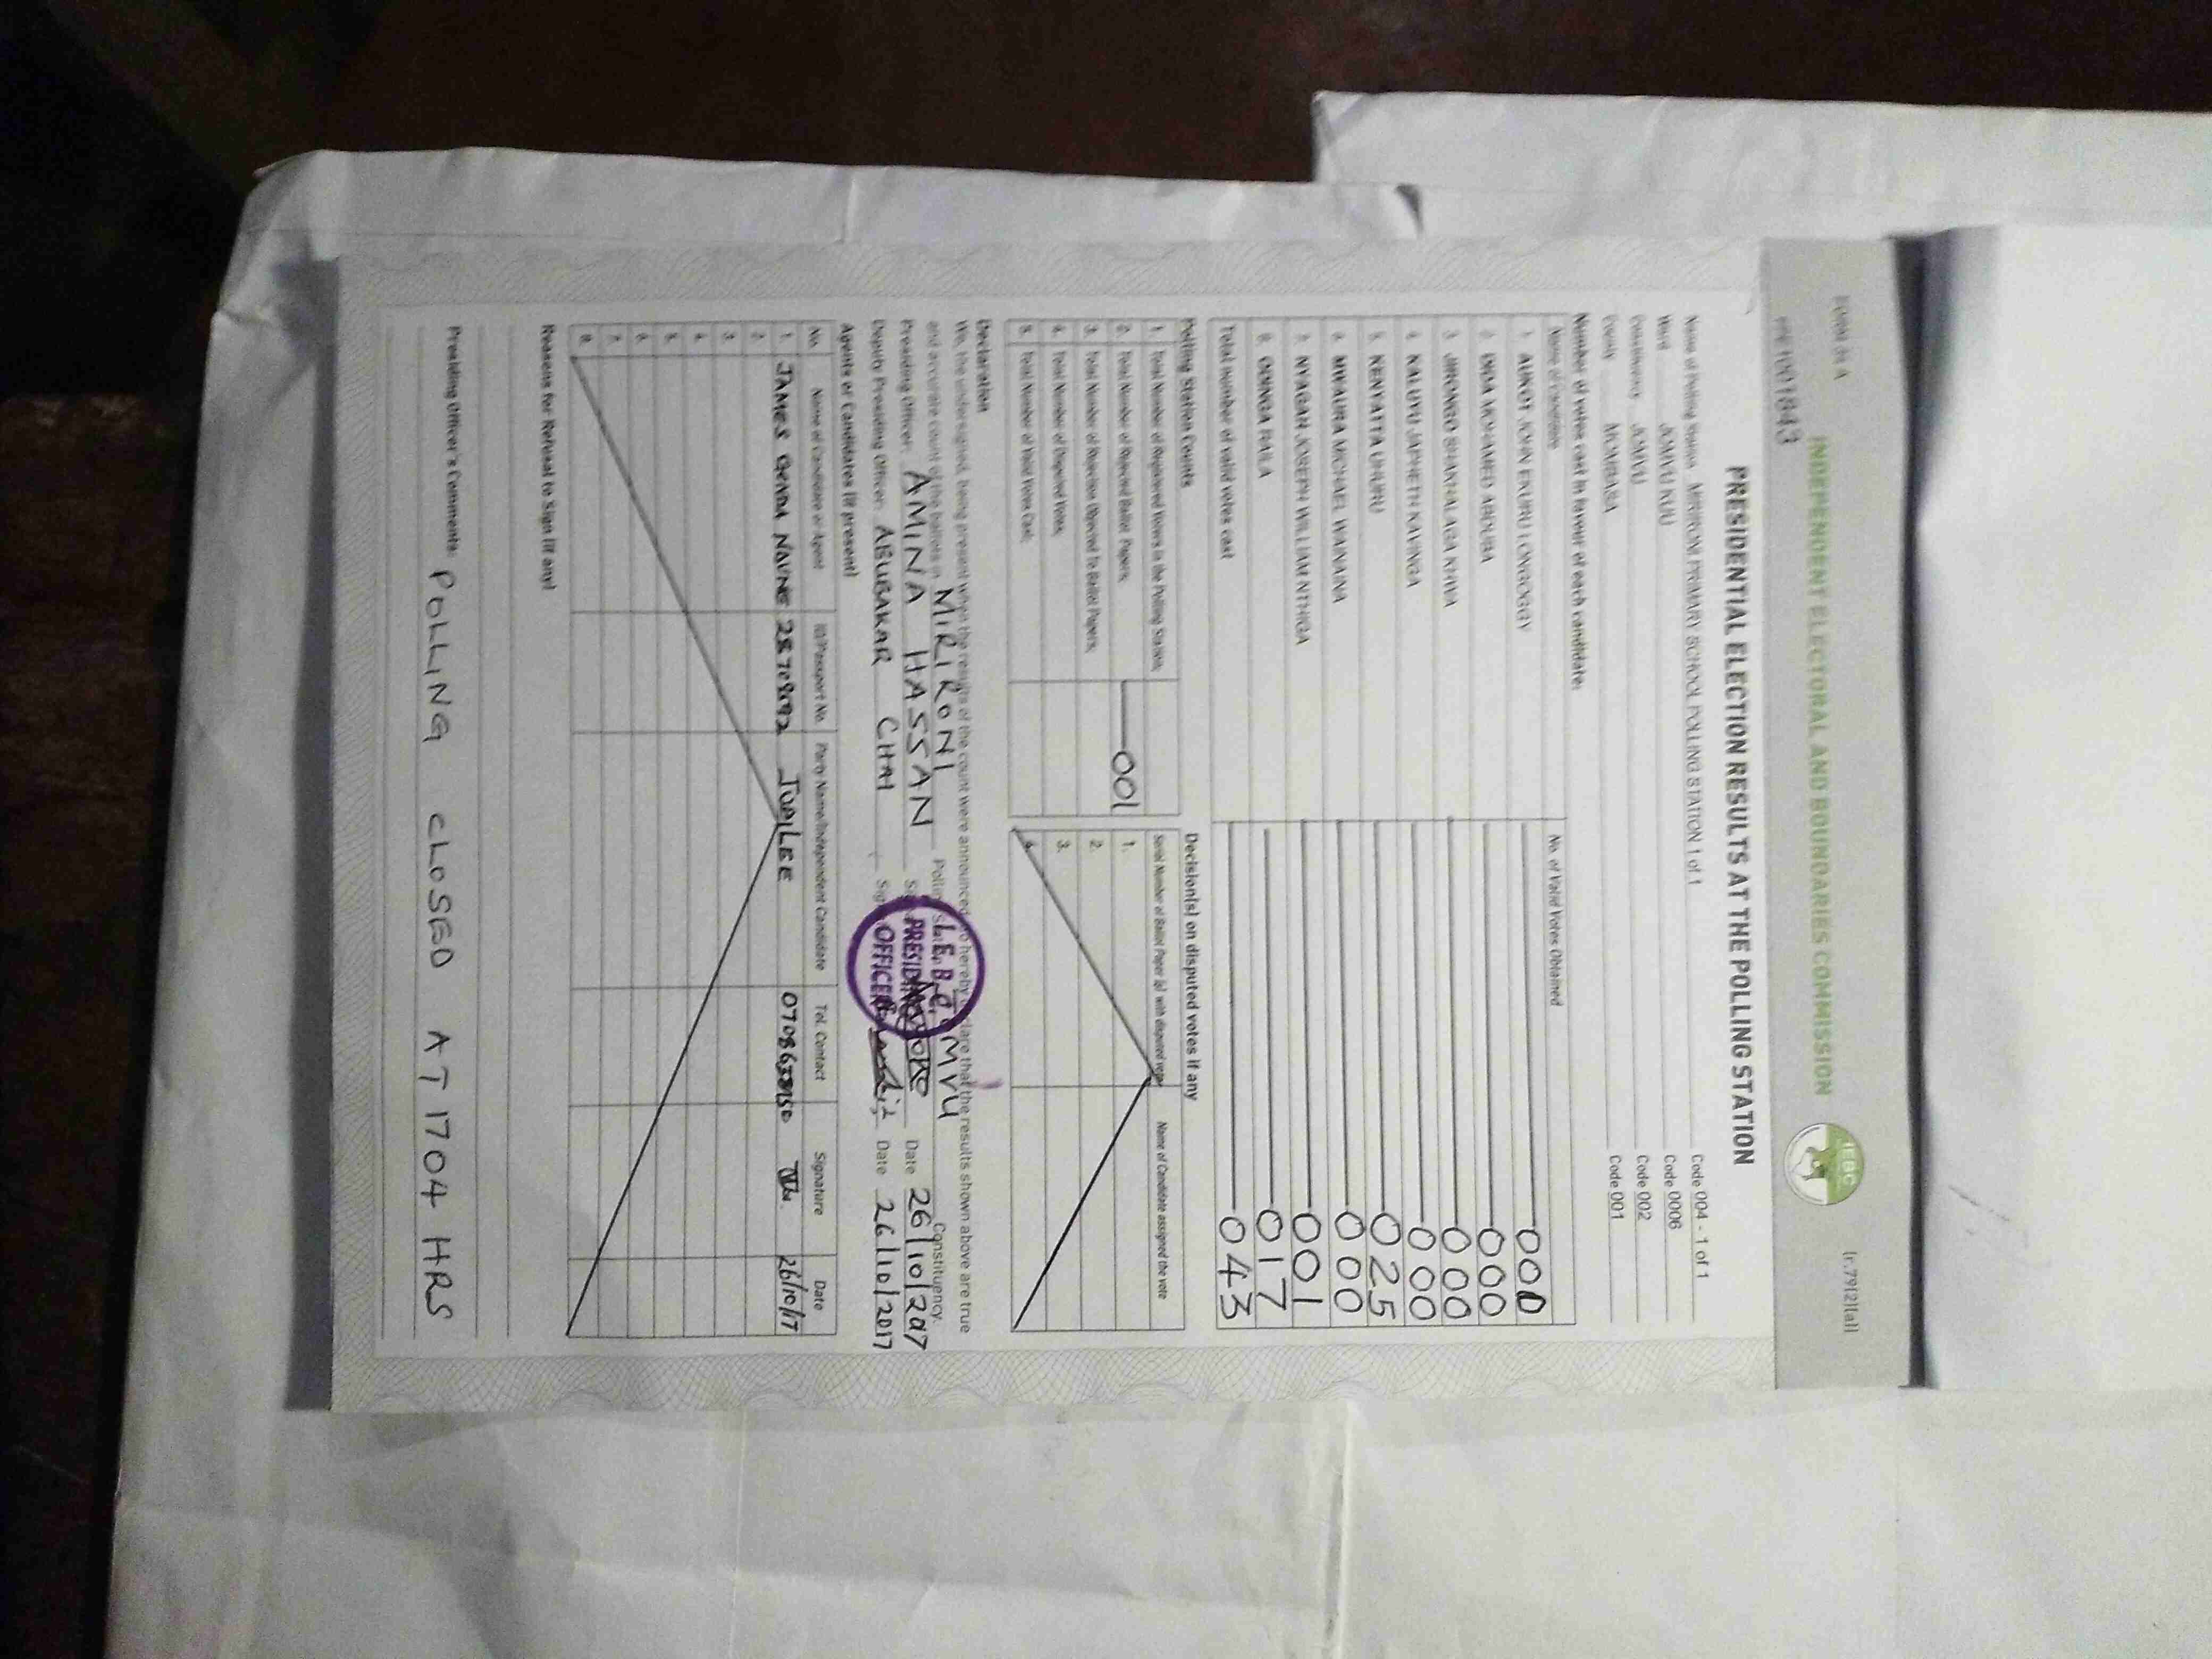 FORM 34 A (r.79(2)(a))
INDEPENDENT ELECTORAL AND BOUNDARIES COMMISSION
IEBC
1001843
PRESIDENTIAL ELECTION RESULTS AT THE POLLING STATION
Name of Polling Station MIRIRONI PRIMARY SCHOOL POLLING STATION 1 of 1 Code 004 - 1 of 1
Ward JOMVU KUU Code 0006
Constituency JOMVU Code 002
County MOMBASA Code 001
Number of votes cast in favour of each candidate:
Name of Candidate No. of Valid Votes Obtained
1. AUKOT JOHN EKURU LONGOGGY 000
2. DIDA MOHAMED ABDUBA 000
3. JIRONGO SHAKHALAGA KHWA 000
4. KALUYU JAPHETH KAVINGA 000
5. KENYATTA UHURU 025
6. MWAURA MICHAEL WAINAINA 000
7. NYAGAH JOSEPH WILLIAM NTHIGA 001
8. ODINGA RAILA 017
Total number of valid votes cast 043
Polling Station Counts Decision(s) on disputed votes if any
1. Total Number of Registered Voters in the Polling Station; Serial Number of Ballot Paper (s) with disputed vote Name of Candidate assigned the vote
2. Total Number of Rejected Ballot Papers; 001 1.
3. Total Number of Rejection Objected To Ballot Papers; 2.
4. Total Number of Disputed Votes; 3.
5. Total Number of Valid Votes Cast; 4.
Declaration
We, the undersigned, being present when the results of the count were announced do hereby declare that the results shown above are true
and accurate count of the ballots in MIRIRONI Polling Station JOMVU Constituency.
Presiding Officer: AMINA HASSAN Date 26/10/2017
Deputy Presiding Officer: ABUBAKAR CHAI Sign Date 26/10/2017
I.E.B.C.
PRESIDING
OFFICER
Agents or Candidates (if present)
No. Name of Candidate or Agent ID/Passport No. Party Name/Independent Candidate Tel. Contact Signature Date
1. JAMES 26/10/17
2.
3.
4.
5.
6.
7.
8.
Reasons for Refusal to Sign (if any)
Presiding Officer's Comments: POLLING CLOSED AT 1704 HRS